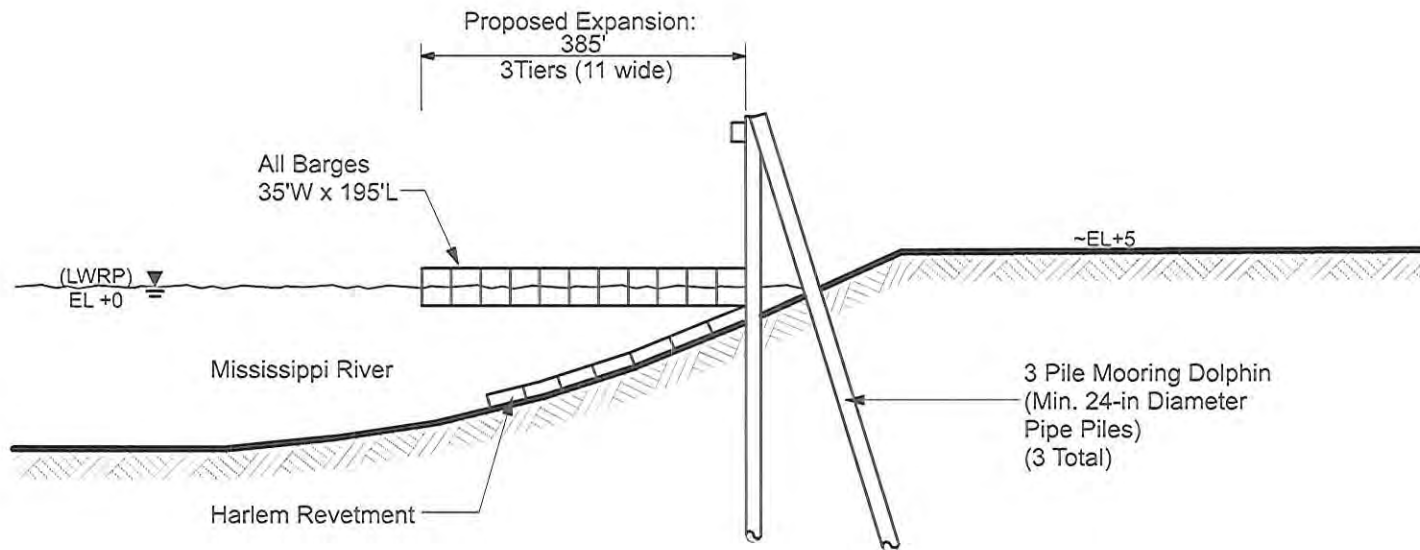 Proposed Expansion:
385'
3Tiers (11 wide)
All Barges
35'W x 195'L
~EL+5
(LWRP)
EL +0
Mississippi River
3 Pile Mooring Dolphin
(Min. 24-in Diameter
Pipe Piles)
(3 Total)
Harlem Revetment